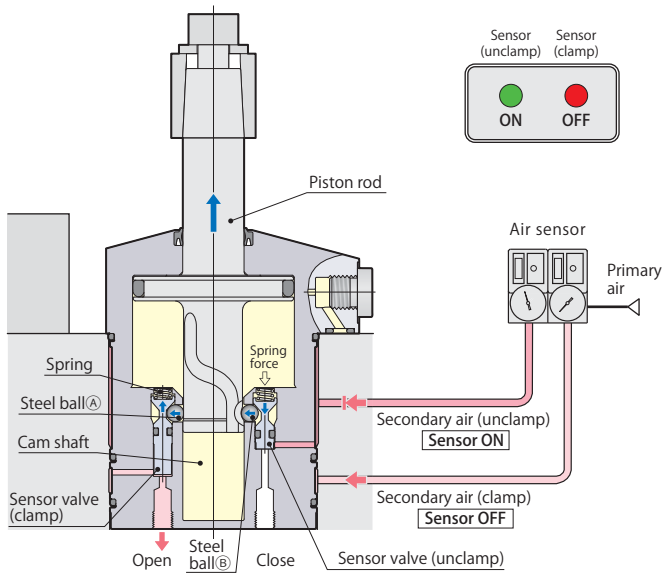 Sensor
(unclamp)
Sensor
(clamp)
ON
OFF
Piston rod
Air sensor
Primary
air
Spring
Spring
force
Steel ballⒶ
Cam shaft
Secondary air (unclamp)
Sensor ON
Sensor valve
(clamp)
Secondary air (clamp)
Sensor OFF
Open
Steel
ballⒷ
Close
Sensor valve (unclamp)